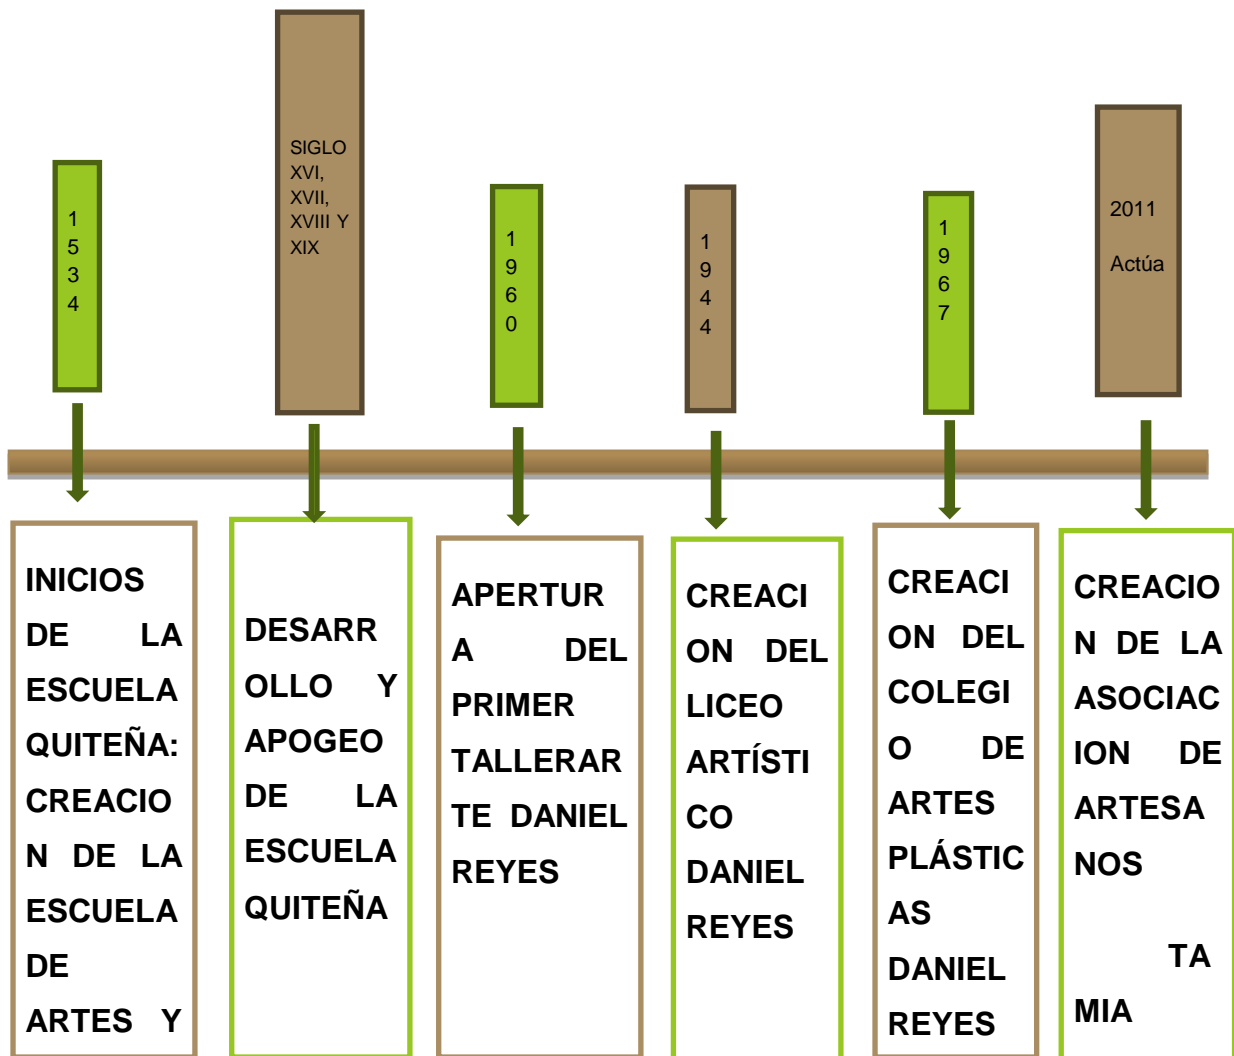 1
5
3
4
SIGLO
XVI,
XVII,
XVIII Y
XIX
1
9
6
0
1
9
4
4
1
9
6
7
2011
Actúa
INICIOS
DE LA
ESCUELA
QUITEÑA:
CREACIO
N DE LA
ESCUELA
DE
ARTES Y
DESARR
OLLO Y
APOGEO
DE LA
ESCUELA
QUITEÑA
APERTUR
A DEL
PRIMER
TALLERAR
TE DANIEL
REYES
CREACI
ON DEL
LICEO
ARTÍSTI
CO
DANIEL
REYES
CREACI
ON DEL
COLEGI
O DE
ARTES
PLÁSTIC
AS
DANIEL
REYES
CREACIO
N DE LA
ASOCIAC
ION DE
ARTESA
NOS
TA
MIA